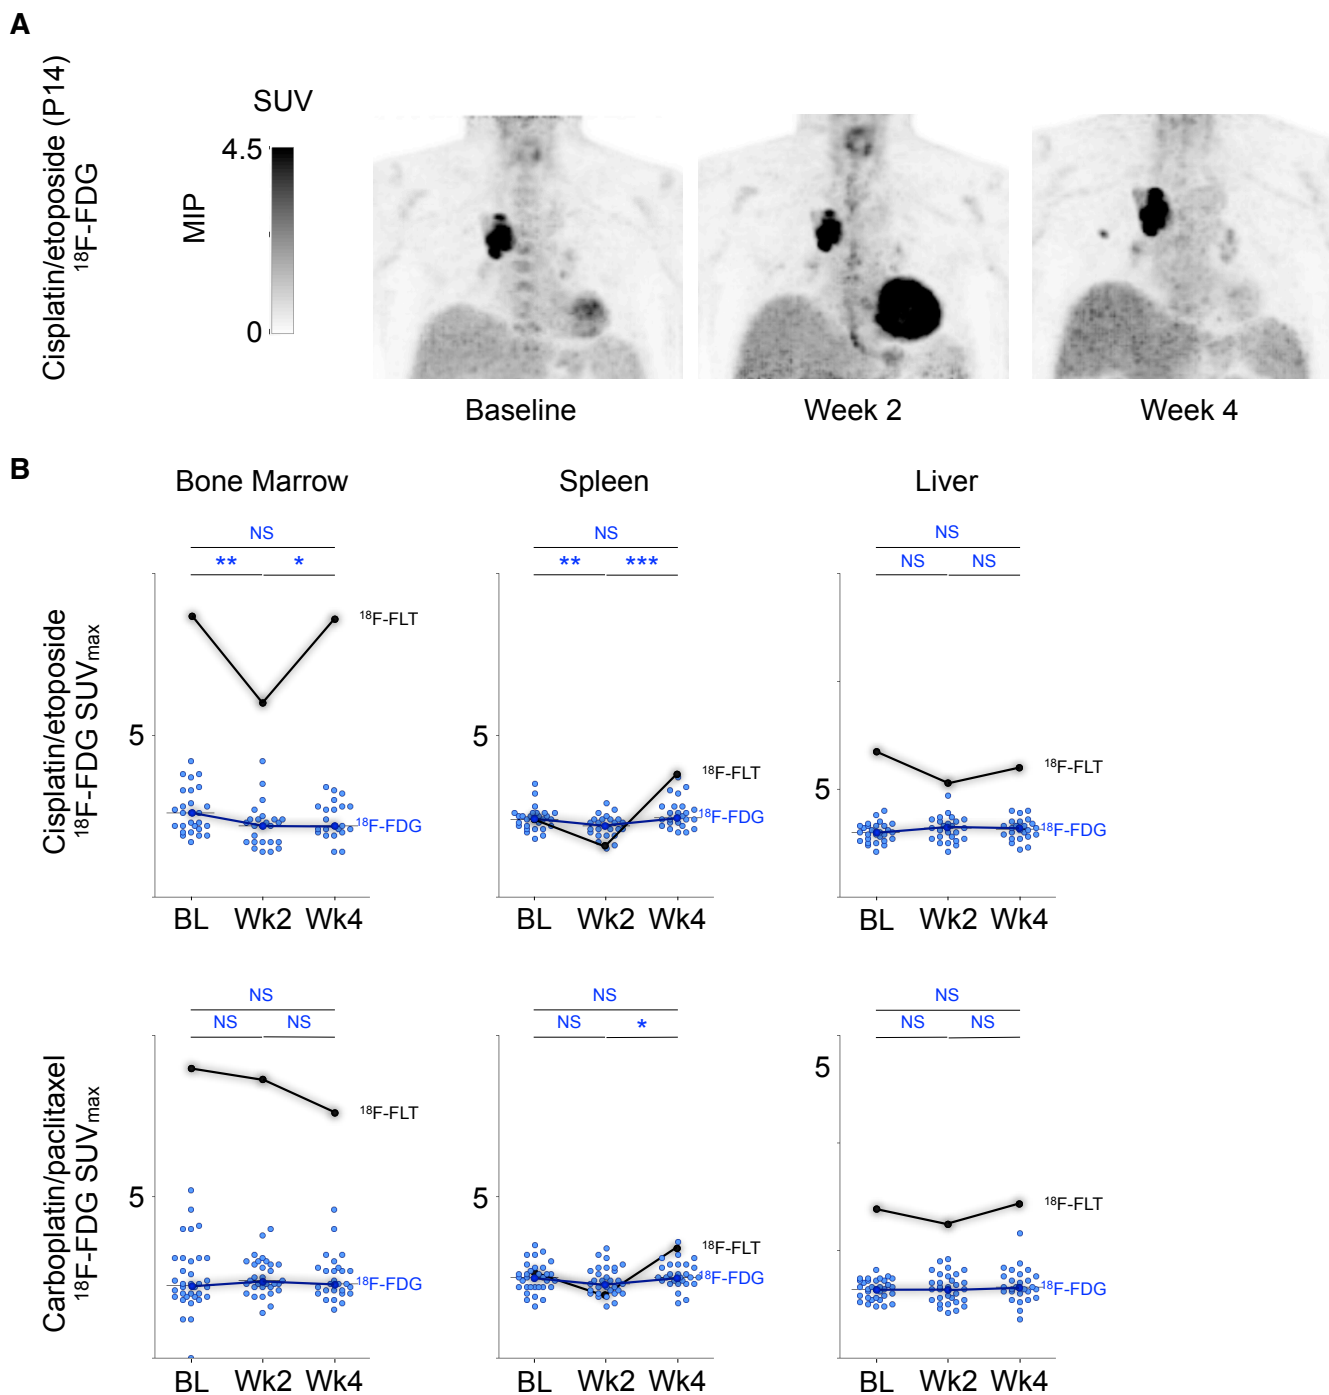 A
Cisplatin/etoposide (P14)
¹⁸F-FDG
SUV
4.5
MIP
0
Baseline
Week 2
Week 4
B
Bone Marrow
Spleen
Liver
Cisplatin/etoposide
¹⁸F-FDG SUVmax
NS
** *
5
¹⁸F-FLT
¹⁸F-FDG
BL Wk2 Wk4
NS
** ***
5
¹⁸F-FLT
¹⁸F-FDG
BL Wk2 Wk4
NS
NS NS
5
¹⁸F-FLT
¹⁸F-FDG
BL Wk2 Wk4
Carboplatin/paclitaxel
¹⁸F-FDG SUVmax
NS
NS NS
5
¹⁸F-FLT
¹⁸F-FDG
BL Wk2 Wk4
NS
NS *
5
¹⁸F-FLT
¹⁸F-FDG
BL Wk2 Wk4
NS
NS NS
5
¹⁸F-FLT
¹⁸F-FDG
BL Wk2 Wk4